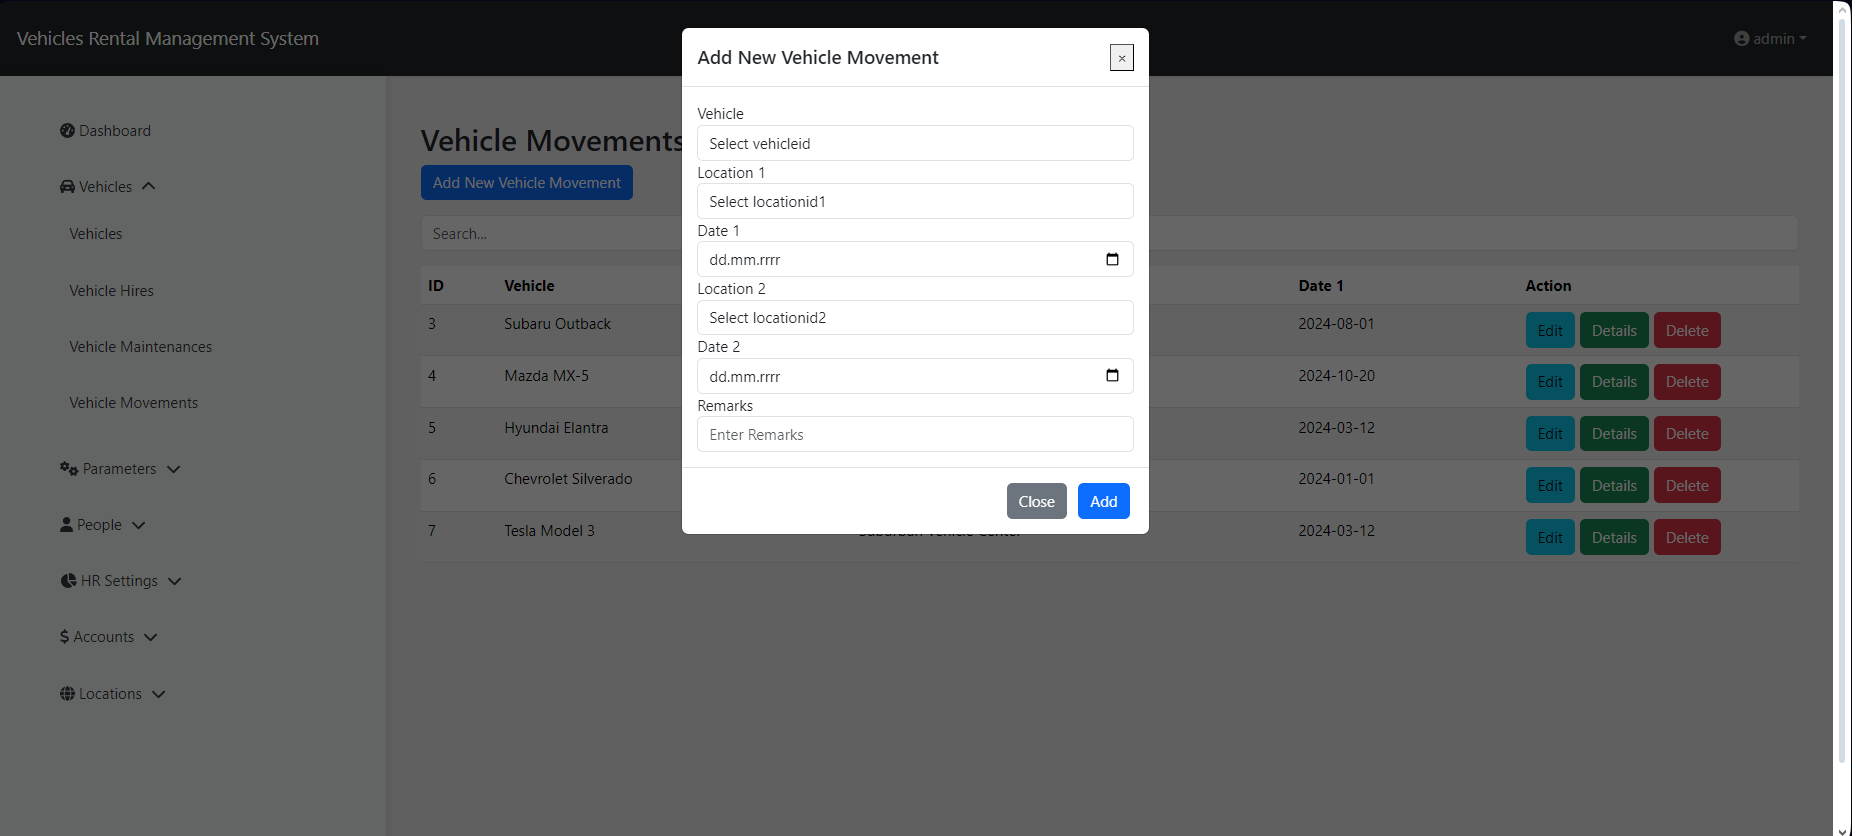 Vehicles Rental Management System
admin
Dashboard
Vehicles
Vehicles
Vehicle Hires
Vehicle Maintenances
Vehicle Movements
Parameters
People
HR Settings
Accounts
Locations
Vehicle Movements
Add New Vehicle Movement
Search...
ID Vehicle Date 1 Action
3 Subaru Outback 2024-08-01 Edit Details Delete
4 Mazda MX-5 2024-10-20 Edit Details Delete
5 Hyundai Elantra 2024-03-12 Edit Details Delete
6 Chevrolet Silverado 2024-01-01 Edit Details Delete
7 Tesla Model 3 Suburban Vehicle Center 2024-03-12 Edit Details Delete
Add New Vehicle Movement
×
Vehicle
Select vehicleid
Location 1
Select locationid1
Date 1
dd.mm.rrrr
Location 2
Select locationid2
Date 2
dd.mm.rrrr
Remarks
Enter Remarks
Close Add